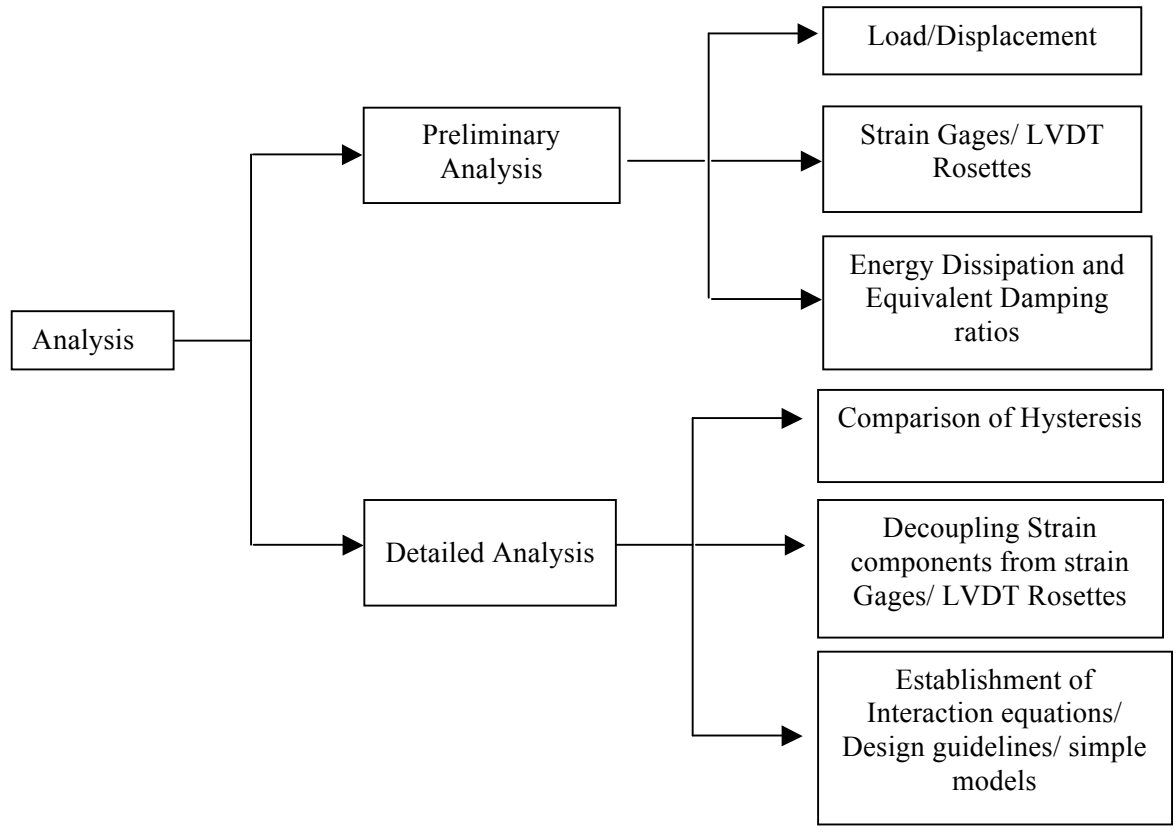 Analysis
Preliminary
Analysis
Load/Displacement
Strain Gages/ LVDT
Rosettes
Energy Dissipation and
Equivalent Damping
ratios
Detailed Analysis
Comparison of Hysteresis
Decoupling Strain
components from strain
Gages/ LVDT Rosettes
Establishment of
Interaction equations/
Design guidelines/ simple
models